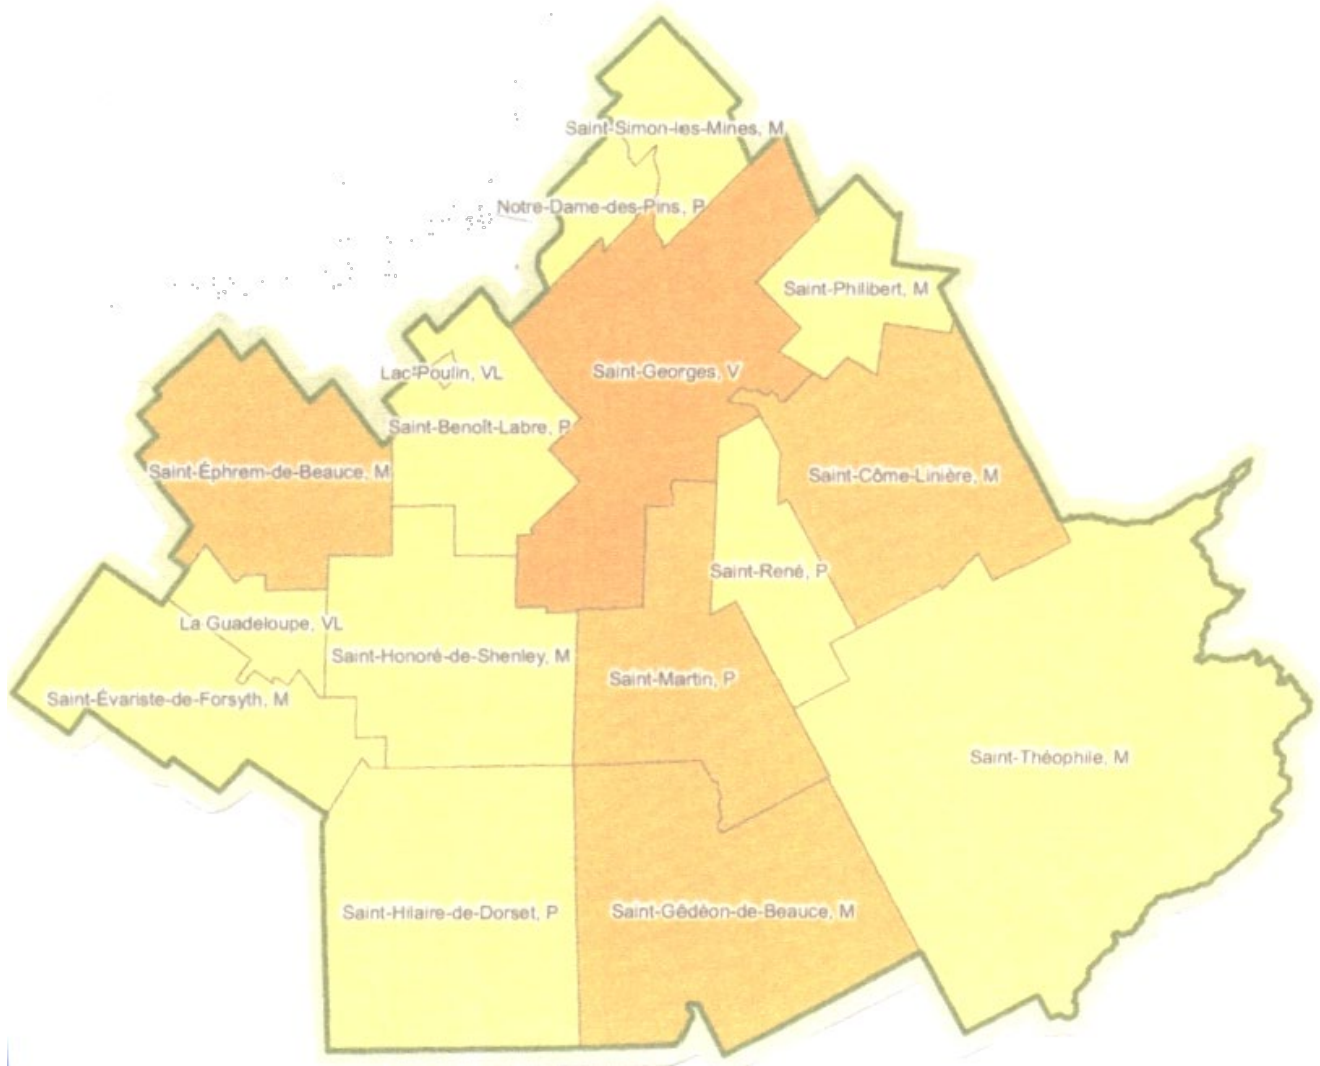 Saint-Simon-les-Mines, M
Notre-Dame-des-Pins, P
Saint-Philibert, M
Lac-Poulin, VL
Saint-Georges, V
Saint-Benoît-Labre, P
Saint-Éphrem-de-Beauce, M
Saint-Côme-Linière, M
Saint-René, P
La Guadeloupe, VL
Saint-Honoré-de-Shenley, M
Saint-Martin, P
Saint-Évariste-de-Forsyth, M
Saint-Théophile, M
Saint-Hilaire-de-Dorset, P
Saint-Gédéon-de-Beauce, M